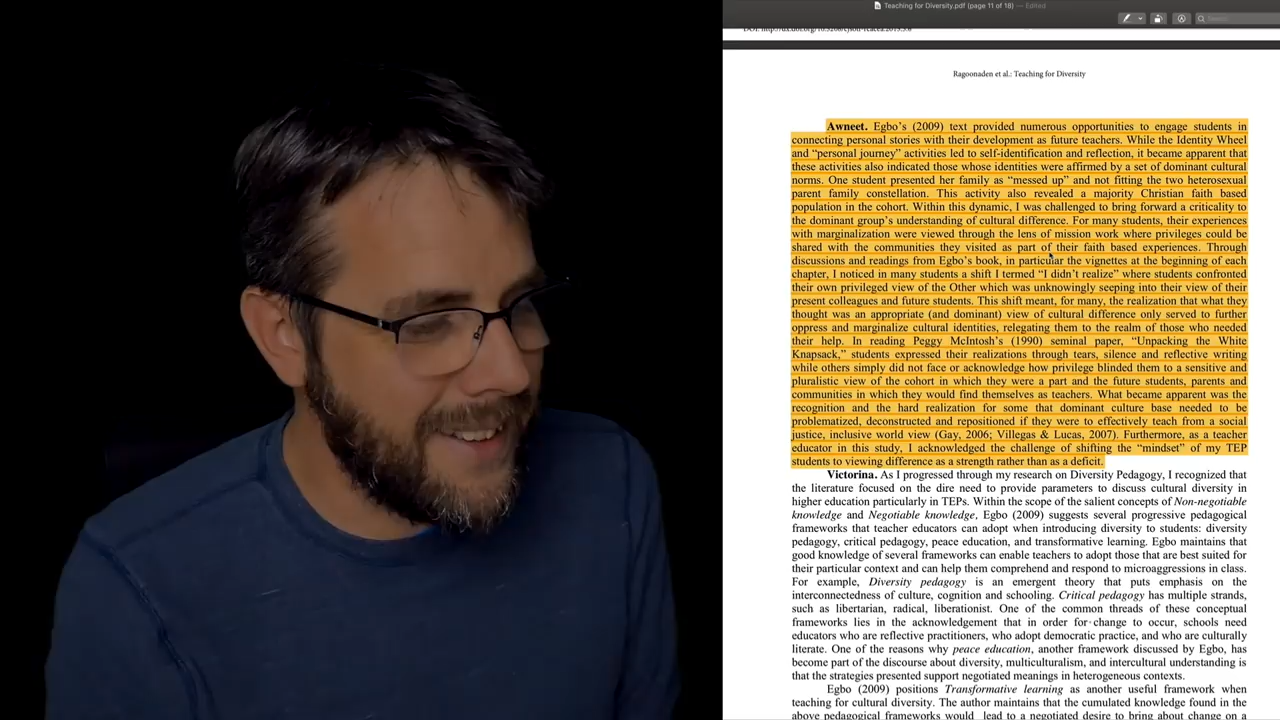 Teaching for Diversity.pdf (page 11 of 18) — Edited
Search
Ragoonaden et al.: Teaching for Diversity
Awneet. Egbo’s (2009) text provided numerous opportunities to engage students in
connecting personal stories with their development as future teachers. While the Identity Wheel
and “personal journey” activities led to self-identification and reflection, it became apparent that
these activities also indicated those whose identities were affirmed by a set of dominant cultural
norms. One student presented her family as “messed up” and not fitting the two heterosexual
parent family constellation. This activity also revealed a majority Christian faith based
population in the cohort. Within this dynamic, I was challenged to bring forward a criticality to
the dominant group’s understanding of cultural difference. For many students, their experiences
with marginalization were viewed through the lens of mission work where privileges could be
shared with the communities they visited as part of their faith based experiences. Through
discussions and readings from Egbo’s book, in particular the vignettes at the beginning of each
chapter, I noticed in many students a shift I termed “I didn’t realize” where students confronted
their own privileged view of the Other which was unknowingly seeping into their view of their
present colleagues and future students. This shift meant, for many, the realization that what they
thought was an appropriate (and dominant) view of cultural difference only served to further
oppress and marginalize cultural identities, relegating them to the realm of those who needed
their help. In reading Peggy McIntosh’s (1990) seminal paper, “Unpacking the White
Knapsack,” students expressed their realizations through tears, silence and reflective writing
while others simply did not face or acknowledge how privilege blinded them to a sensitive and
pluralistic view of the cohort in which they were a part and the future students, parents and
communities in which they would find themselves as teachers. What became apparent was the
recognition and the hard realization for some that dominant culture base needed to be
problematized, deconstructed and repositioned if they were to effectively teach from a social
justice, inclusive world view (Gay, 2006; Villegas & Lucas, 2007). Furthermore, as a teacher
educator in this study, I acknowledged the challenge of shifting the “mindset” of my TEP
students to viewing difference as a strength rather than as a deficit.
Victorina. As I progressed through my research on Diversity Pedagogy, I recognized that
the literature focused on the dire need to provide parameters to discuss cultural diversity in
higher education particularly in TEPs. Within the scope of the salient concepts of Non-negotiable
knowledge and Negotiable knowledge, Egbo (2009) suggests several progressive pedagogical
frameworks that teacher educators can adopt when introducing diversity to students: diversity
pedagogy, critical pedagogy, peace education, and transformative learning. Egbo maintains that
good knowledge of several frameworks can enable teachers to adopt those that are best suited for
their particular context and can help them comprehend and respond to microaggressions in class.
For example, Diversity pedagogy is an emergent theory that puts emphasis on the
interconnectedness of culture, cognition and schooling. Critical pedagogy has multiple strands,
such as libertarian, radical, liberationist. One of the common threads of these conceptual
frameworks lies in the acknowledgement that in order for change to occur, schools need
educators who are reflective practitioners, who adopt democratic practice, and who are culturally
literate. One of the reasons why peace education, another framework discussed by Egbo, has
become part of the discourse about diversity, multiculturalism, and intercultural understanding is
that the strategies presented support negotiated meanings in heterogeneous contexts.
Egbo (2009) positions Transformative learning as another useful framework when
teaching for cultural diversity. The author maintains that the cumulated knowledge found in the
above pedagogical frameworks would lead to a negotiated desire to bring about change on a